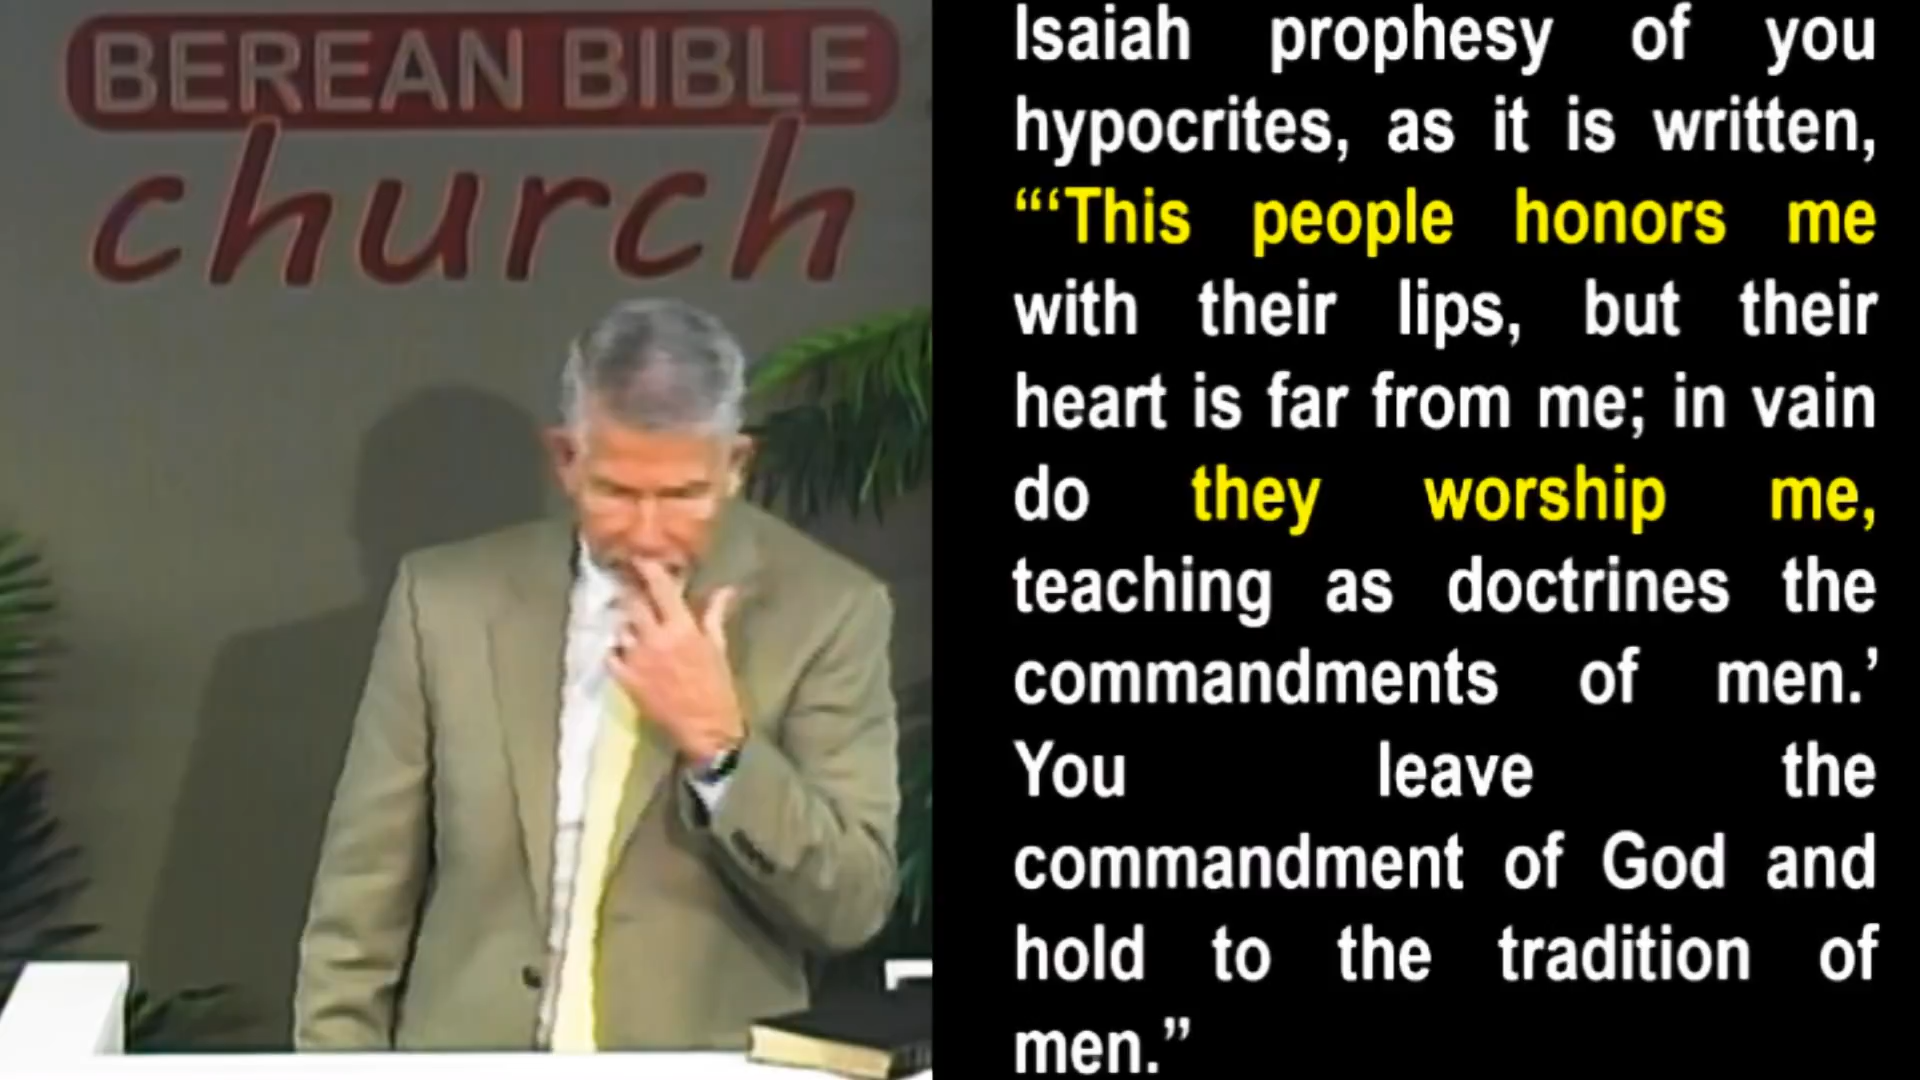 BEREAN BIBLE
church
Isaiah prophesy of you
hypocrites, as it is written,
“‘This people honors me
with their lips, but their
heart is far from me; in vain
do they worship me,
teaching as doctrines the
commandments of men.’
You leave the
commandment of God and
hold to the tradition of
men.”